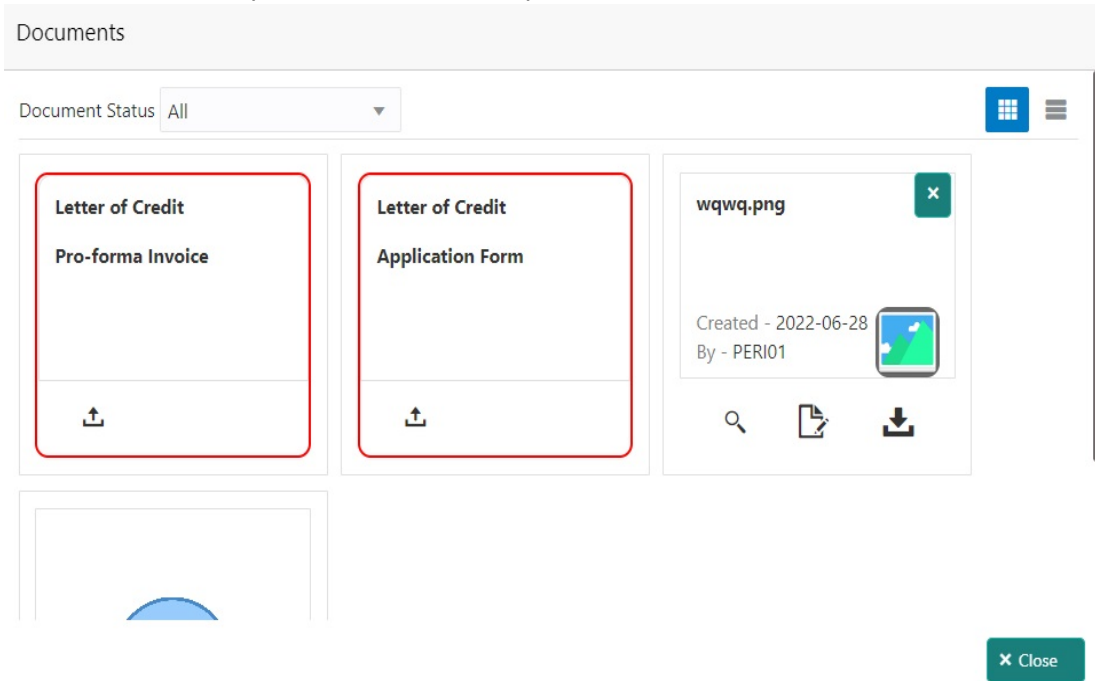 Documents
Document Status All
Letter of Credit
Pro-forma Invoice
Letter of Credit
Application Form
wqwq.png
Created - 2022-06-28
By - PERI01
Close